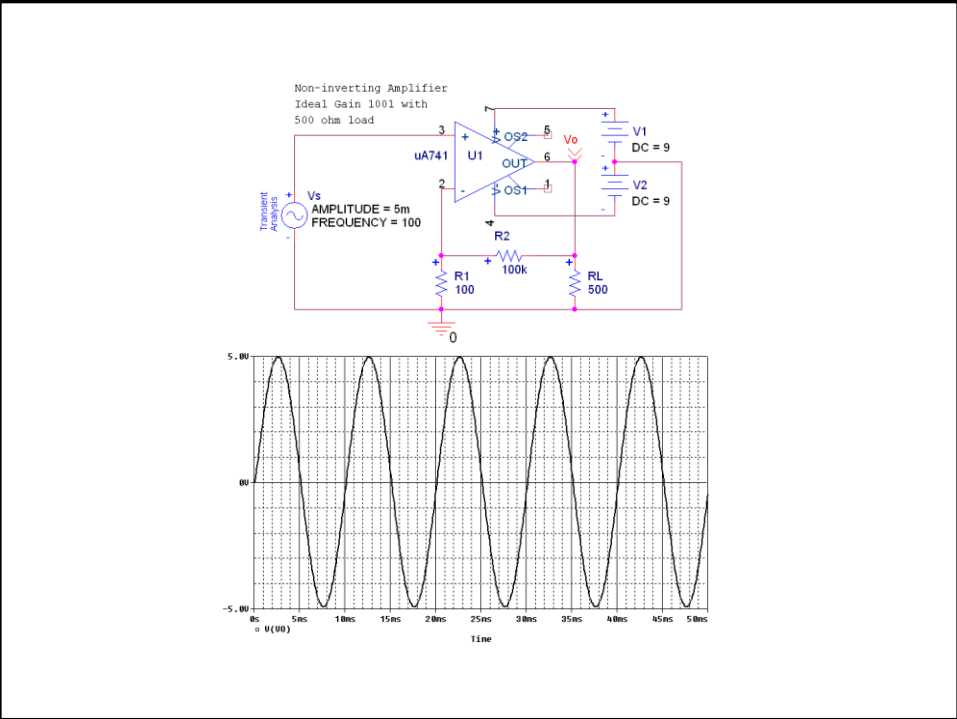 Non-inverting Amplifier
Ideal Gain 1001 with
500 ohm load
7
3
+
OS2
5
Vo
+
V1
DC = 9
-
uA741
U1
OUT
6
2
-
OS1
1
+
V2
DC = 9
-
4
Transient
Analysis
+
Vs
AMPLITUDE = 5m
FREQUENCY = 100
-
R2
+
100k
+
R1
100
+
RL
500
0
5.0V
0V
-5.0V
0s 5ms 10ms 15ms 20ms 25ms 30ms 35ms 40ms 45ms 50ms
V(V0)
Time